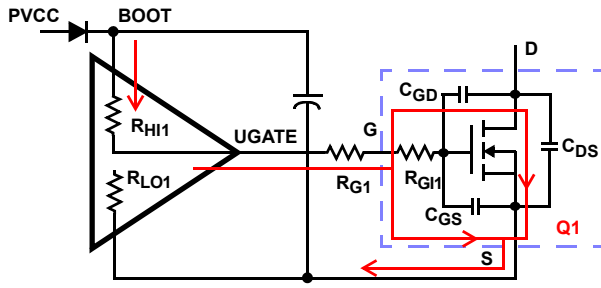 PVCC
BOOT
D
CGD
RHI1
UGATE
G
CDS
RLO1
RG1
RGI1
CGS
Q1
S